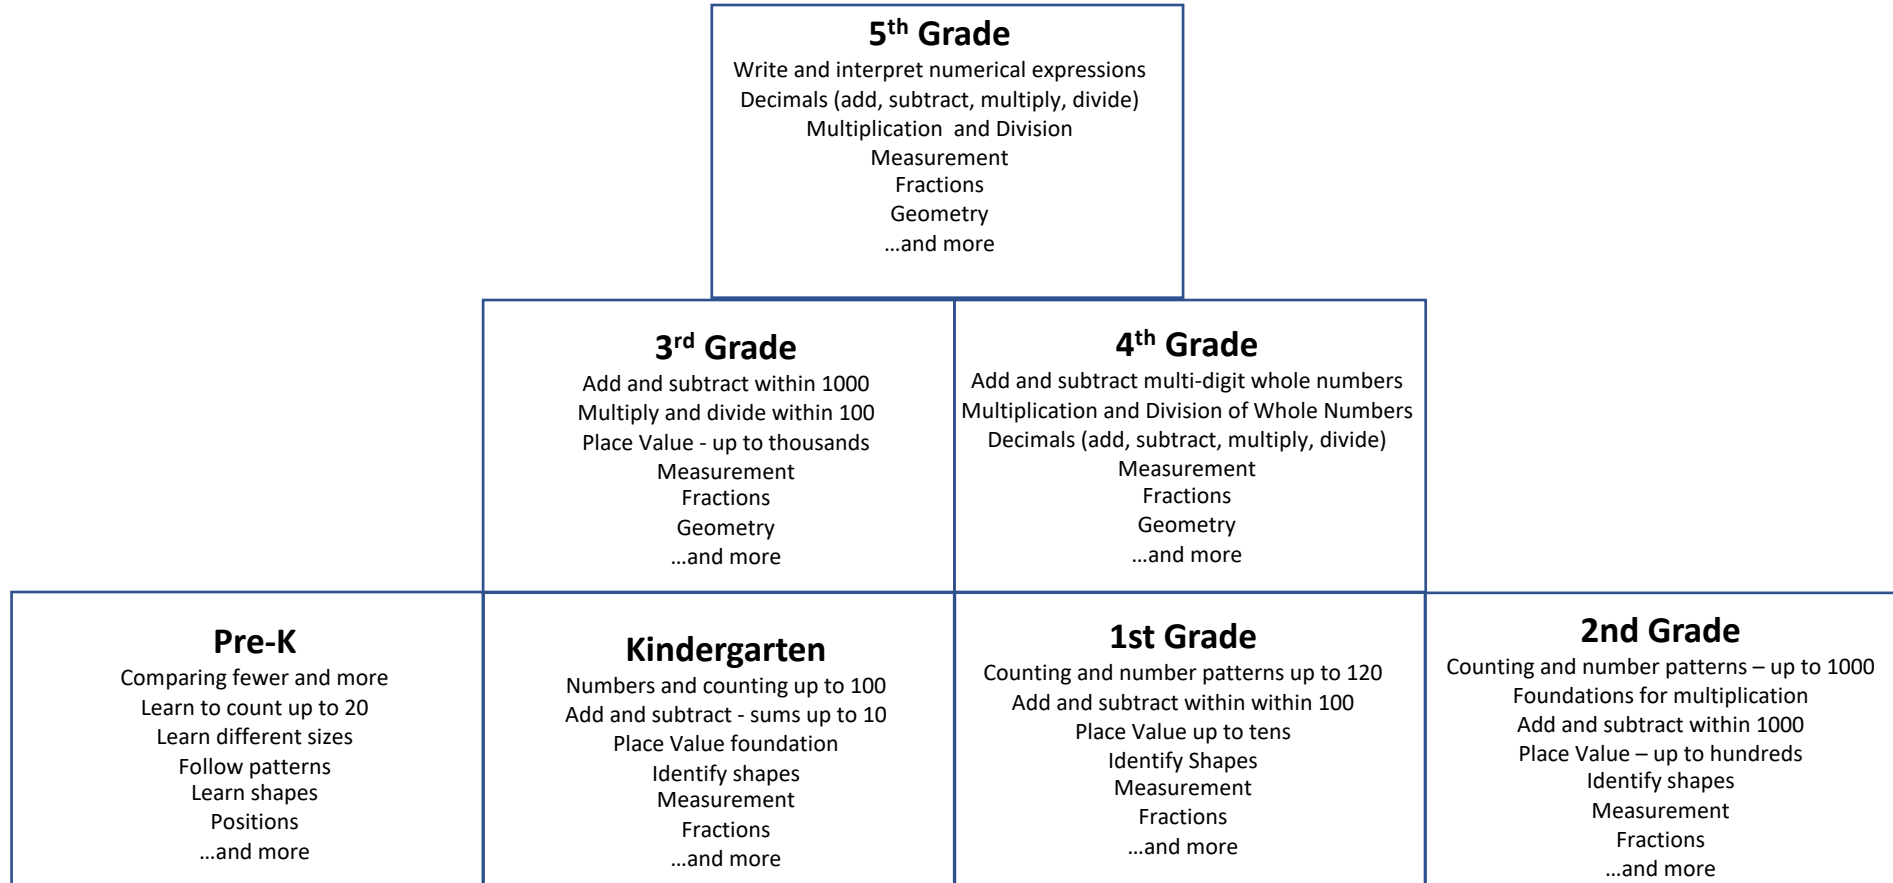 5th Grade
Write and interpret numerical expressions
Decimals (add, subtract, multiply, divide)
Multiplication and Division
Measurement
Fractions
Geometry
…and more
3rd Grade
Add and subtract within 1000
Multiply and divide within 100
Place Value - up to thousands
Measurement
Fractions
Geometry
…and more
4th Grade
Add and subtract multi-digit whole numbers
Multiplication and Division of Whole Numbers
Decimals (add, subtract, multiply, divide)
Measurement
Fractions
Geometry
…and more
Pre-K
Comparing fewer and more
Learn to count up to 20
Learn different sizes
Follow patterns
Learn shapes
Positions
…and more
Kindergarten
Numbers and counting up to 100
Add and subtract - sums up to 10
Place Value foundation
Identify shapes
Measurement
Fractions
…and more
1st Grade
Counting and number patterns up to 120
Add and subtract within within 100
Place Value up to tens
Identify Shapes
Measurement
Fractions
…and more
2nd Grade
Counting and number patterns – up to 1000
Foundations for multiplication
Add and subtract within 1000
Place Value – up to hundreds
Identify shapes
Measurement
Fractions
…and more